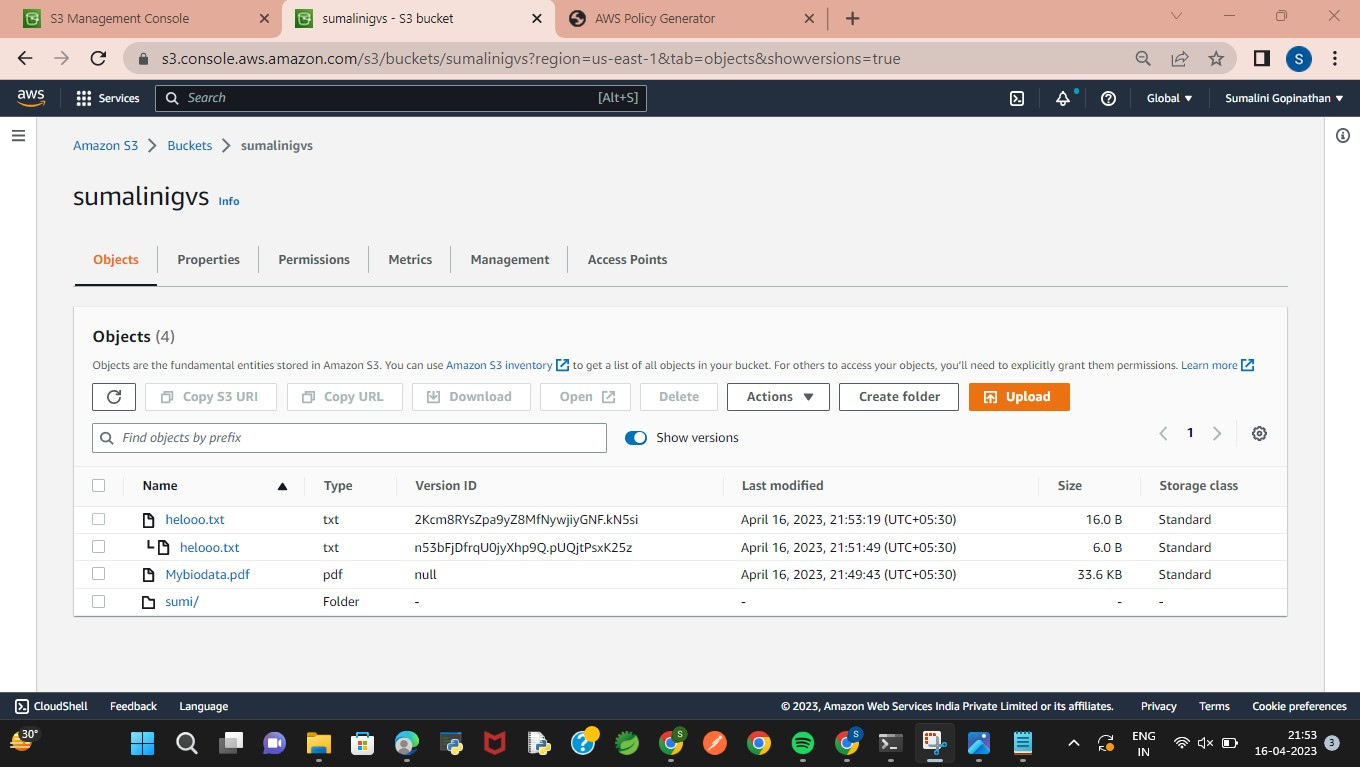 S3 Management Console
sumalinigvs - S3 bucket
AWS Policy Generator
s3.console.aws.amazon.com/s3/buckets/sumalinigvs?region=us-east-1&tab=objects&showversions=true
S
aws
Services
Search
[Alt+S]
Global
Sumalini Gopinathan
Amazon S3
Buckets
sumalinigvs
sumalinigvs Info
Objects
Properties
Permissions
Metrics
Management
Access Points
Objects (4)
Objects are the fundamental entities stored in Amazon S3. You can use Amazon S3 inventory to get a list of all objects in your bucket. For others to access your objects, you'll need to explicitly grant them permissions. Learn more
Copy S3 URI
Copy URL
Download
Open
Delete
Actions
Create folder
Upload
Find objects by prefix
Show versions
1
Name Type Version ID Last modified Size Storage class
helooo.txt txt 2Kcm8RYsZpa9yZ8MfNywjiyGNF.kN5si April 16, 2023, 21:53:19 (UTC+05:30) 16.0 B Standard
helooo.txt txt n53bFjDfrqU0jyXhp9Q.pUQjtPsxK25z April 16, 2023, 21:51:49 (UTC+05:30) 6.0 B Standard
Mybiodata.pdf pdf null April 16, 2023, 21:49:43 (UTC+05:30) 33.6 KB Standard
sumi/ Folder - - - -
CloudShell
Feedback
Language
© 2023, Amazon Web Services India Private Limited or its affiliates.
Privacy
Terms
Cookie preferences
30°
S
S
ENG
IN
21:53
16-04-2023
3